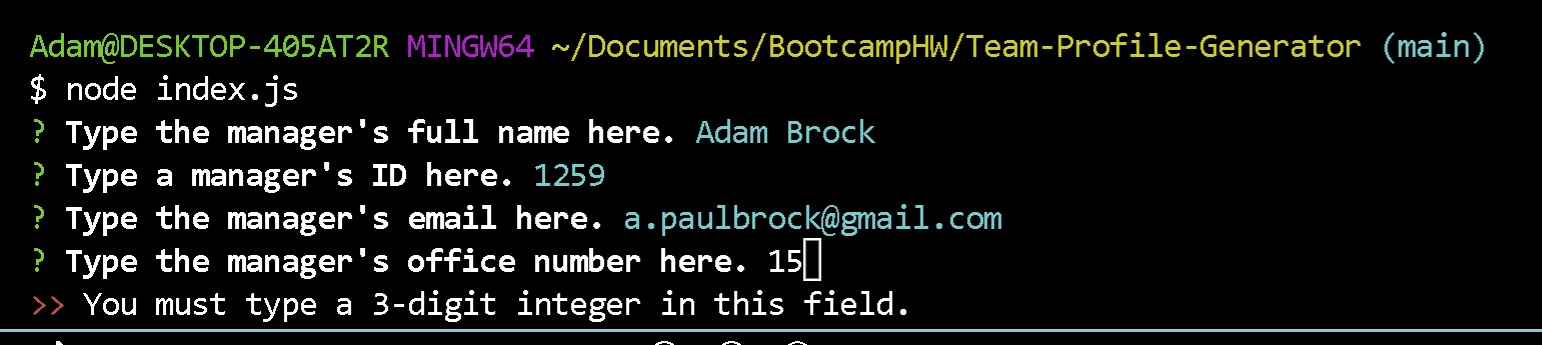 Adam@DESKTOP-405AT2R MINGW64 ~/Documents/BootcampHW/Team-Profile-Generator (main)
$ node index.js
? Type the manager's full name here. Adam Brock
? Type a manager's ID here. 1259
? Type the manager's email here. a.paulbrock@gmail.com
? Type the manager's office number here. 15
>> You must type a 3-digit integer in this field.